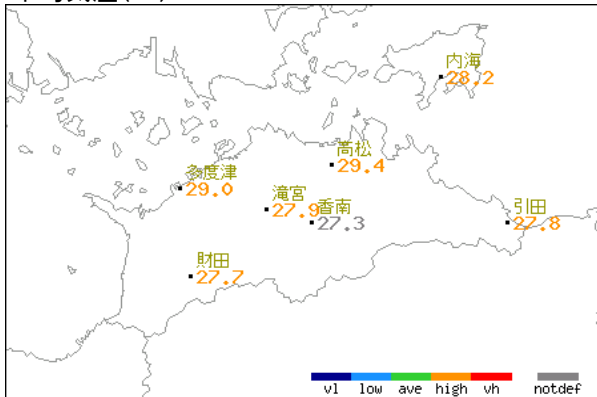 内海
28.2
高松
29.4
多度津
29.0
滝宮
27.9
香南
27.3
引田
27.8
財田
27.7
vl low ave high vh notdef